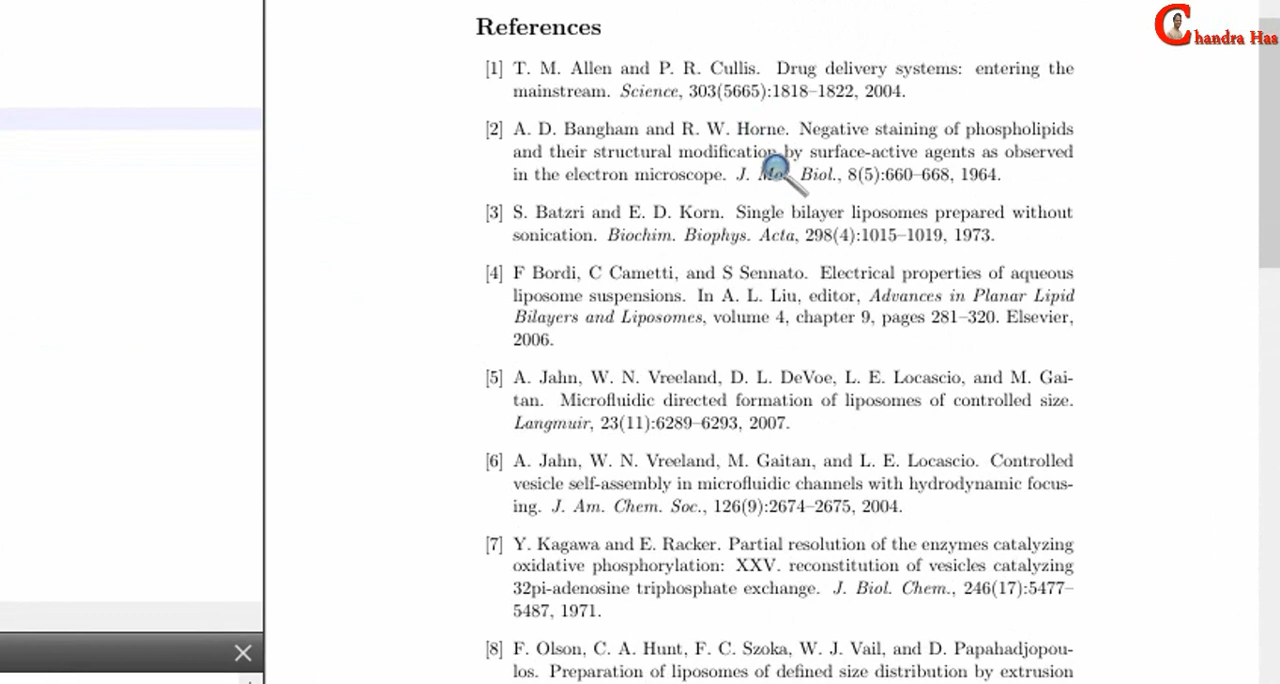 Chandra Has
References
[1] T. M. Allen and P. R. Cullis. Drug delivery systems: entering the
mainstream. Science, 303(5665):1818–1822, 2004.
[2] A. D. Bangham and R. W. Horne. Negative staining of phospholipids
and their structural modification by surface-active agents as observed
in the electron microscope. J. Biol., 8(5):660–668, 1964.
[3] S. Batzri and E. D. Korn. Single bilayer liposomes prepared without
sonication. Biochim. Biophys. Acta, 298(4):1015–1019, 1973.
[4] F Bordi, C Cametti, and S Sennato. Electrical properties of aqueous
liposome suspensions. In A. L. Liu, editor, Advances in Planar Lipid
Bilayers and Liposomes, volume 4, chapter 9, pages 281–320. Elsevier,
2006.
[5] A. Jahn, W. N. Vreeland, D. L. DeVoe, L. E. Locascio, and M. Gai-
tan. Microfluidic directed formation of liposomes of controlled size.
Langmuir, 23(11):6289–6293, 2007.
[6] A. Jahn, W. N. Vreeland, M. Gaitan, and L. E. Locascio. Controlled
vesicle self-assembly in microfluidic channels with hydrodynamic focus-
ing. J. Am. Chem. Soc., 126(9):2674–2675, 2004.
[7] Y. Kagawa and E. Racker. Partial resolution of the enzymes catalyzing
oxidative phosphorylation: XXV. reconstitution of vesicles catalyzing
32pi-adenosine triphosphate exchange. J. Biol. Chem., 246(17):5477–
5487, 1971.
[8] F. Olson, C. A. Hunt, F. C. Szoka, W. J. Vail, and D. Papahadjopou-
los. Preparation of liposomes of defined size distribution by extrusion